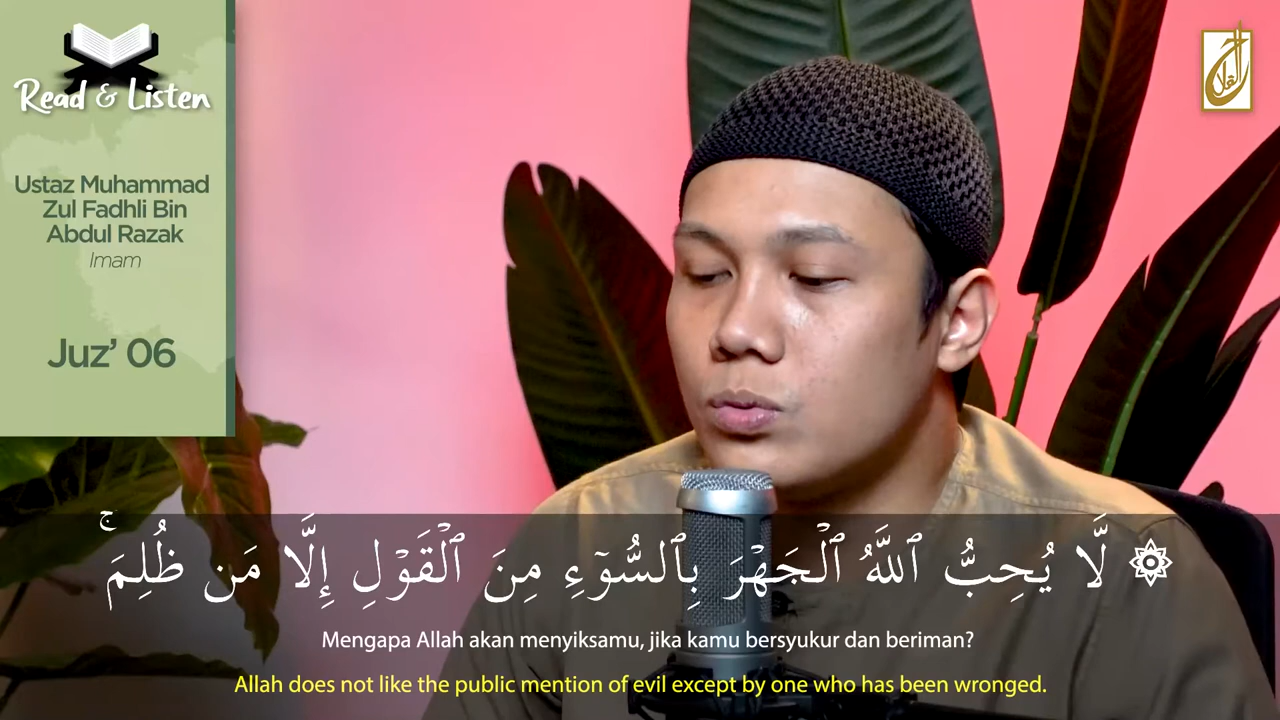 Read & Listen
Ustaz Muhammad
Zul Fadhli Bin
Abdul Razak
Imam
Juz’ 06
۞ لَّا يُحِبُّ ٱللَّهُ ٱلْجَهْرَ بِٱلسُّوٓءِ مِنَ ٱلْقَوْلِ إِلَّا مَن ظُلِمَ ۚ
Mengapa Allah akan menyiksamu, jika kamu bersyukur dan beriman?
Allah does not like the public mention of evil except by one who has been wronged.